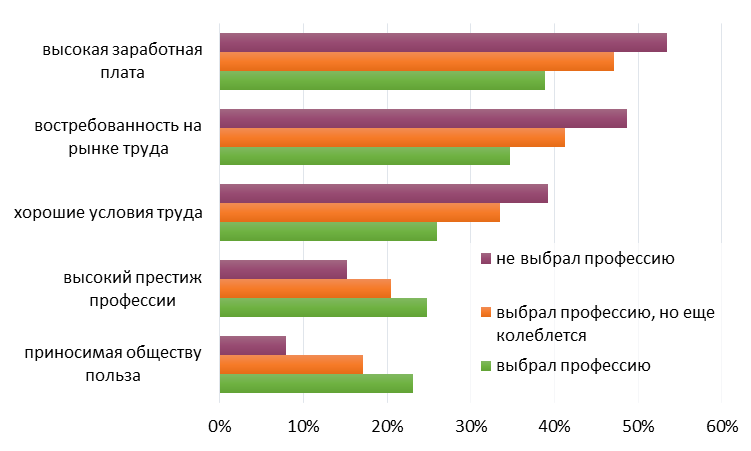 высокая заработная
плата
востребованность на
рынке труда
хорошие условия труда
высокий престиж
профессии
приносимая обществу
польза
не выбрал профессию
выбрал профессию, но еще
колеблется
выбрал профессию
0% 10% 20% 30% 40% 50% 60%